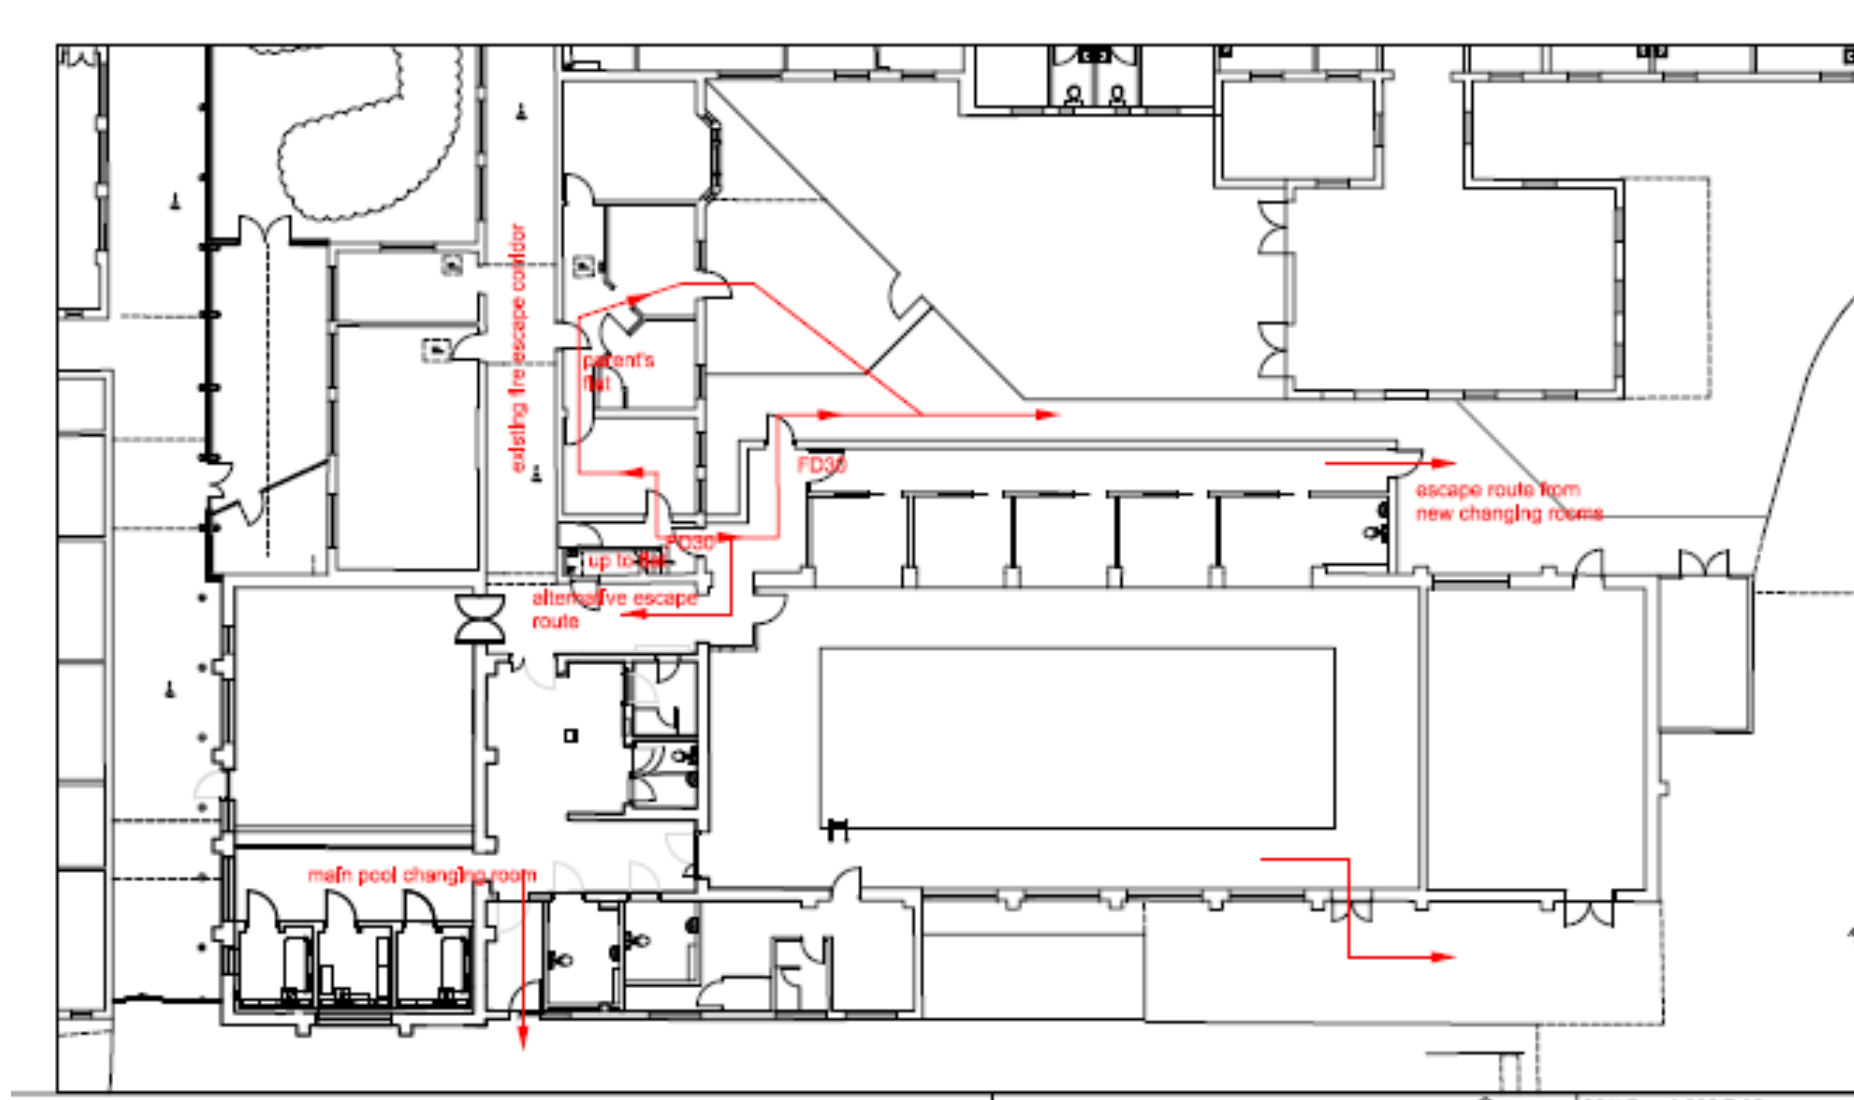 existing fire escape corridor
parent's
flat
FD30
escape route from
new changing rooms
FD30
up to flat
alternative escape
route
main pool changing room